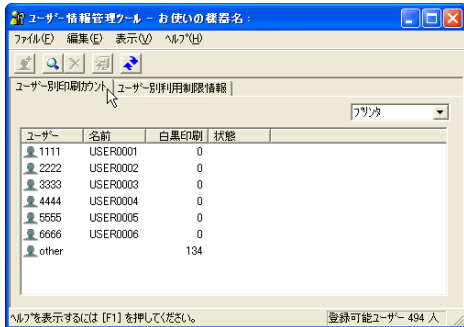 ユーザー情報管理ツール - お使いの機器名:
ファイル(F) 編集(E) 表示(V) ヘルプ(H)
ユーザー別印刷カウント ユーザー別利用制限情報
プリンタ
ユーザー 名前 白黒印刷 状態
1111 USER0001 0
2222 USER0002 0
3333 USER0003 0
4444 USER0004 0
5555 USER0005 0
6666 USER0006 0
other 134
ヘルプを表示するには [F1] を押してください。 登録可能ユーザー 494 人